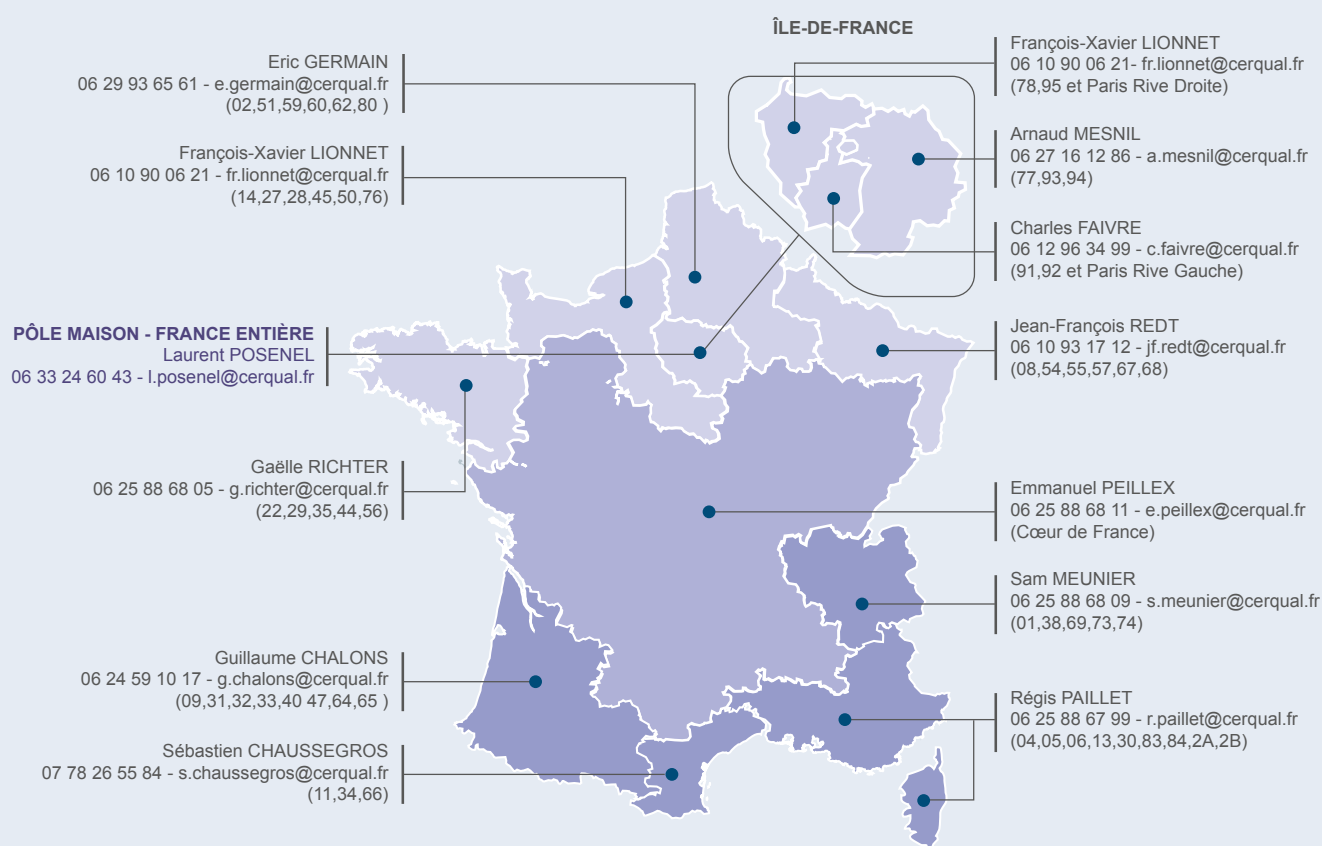 ÎLE-DE-FRANCE
Eric GERMAIN
06 29 93 65 61 - e.germain@cerqual.fr
(02,51,59,60,62,80 )
François-Xavier LIONNET
06 10 90 06 21 - fr.lionnet@cerqual.fr
(14,27,28,45,50,76)
PÔLE MAISON - FRANCE ENTIÈRE
Laurent POSENEL
06 33 24 60 43 - l.posenel@cerqual.fr
Gaëlle RICHTER
06 25 88 68 05 - g.richter@cerqual.fr
(22,29,35,44,56)
Guillaume CHALONS
06 24 59 10 17 - g.chalons@cerqual.fr
(09,31,32,33,40 47,64,65 )
Sébastien CHAUSSEGROS
07 78 26 55 84 - s.chaussegros@cerqual.fr
(11,34,66)
François-Xavier LIONNET
06 10 90 06 21- fr.lionnet@cerqual.fr
(78,95 et Paris Rive Droite)
Arnaud MESNIL
06 27 16 12 86 - a.mesnil@cerqual.fr
(77,93,94)
Charles FAIVRE
06 12 96 34 99 - c.faivre@cerqual.fr
(91,92 et Paris Rive Gauche)
Jean-François REDT
06 10 93 17 12 - jf.redt@cerqual.fr
(08,54,55,57,67,68)
Emmanuel PEILLEX
06 25 88 68 11 - e.peillex@cerqual.fr
(Cœur de France)
Sam MEUNIER
06 25 88 68 09 - s.meunier@cerqual.fr
(01,38,69,73,74)
Régis PAILLET
06 25 88 67 99 - r.paillet@cerqual.fr
(04,05,06,13,30,83,84,2A,2B)